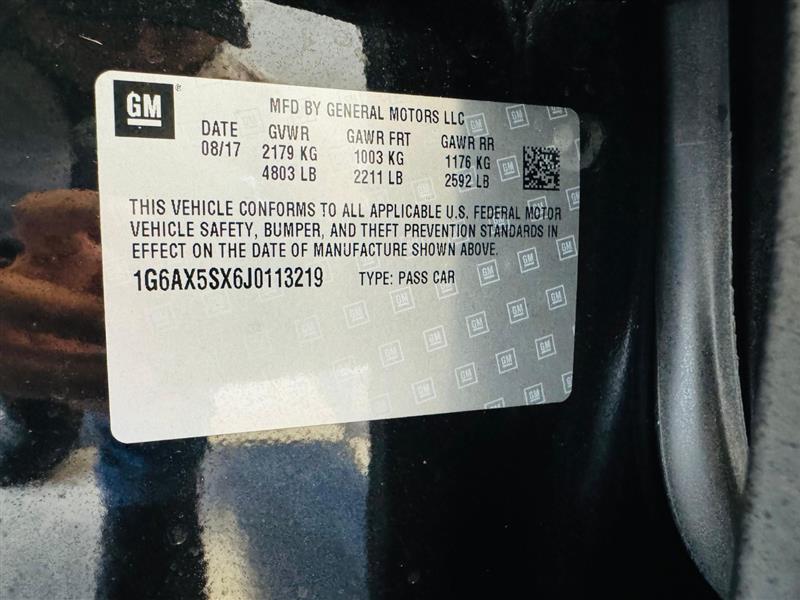 GM®
MFD BY GENERAL MOTORS LLC
DATE GVWR GAWR FRT GAWR RR
08/17 2179 KG 1003 KG 1176 KG
4803 LB 2211 LB 2592 LB
THIS VEHICLE CONFORMS TO ALL APPLICABLE U.S. FEDERAL MOTOR
VEHICLE SAFETY, BUMPER, AND THEFT PREVENTION STANDARDS IN
EFFECT ON THE DATE OF MANUFACTURE SHOWN ABOVE.
1G6AX5SX6J0113219 TYPE: PASS CAR